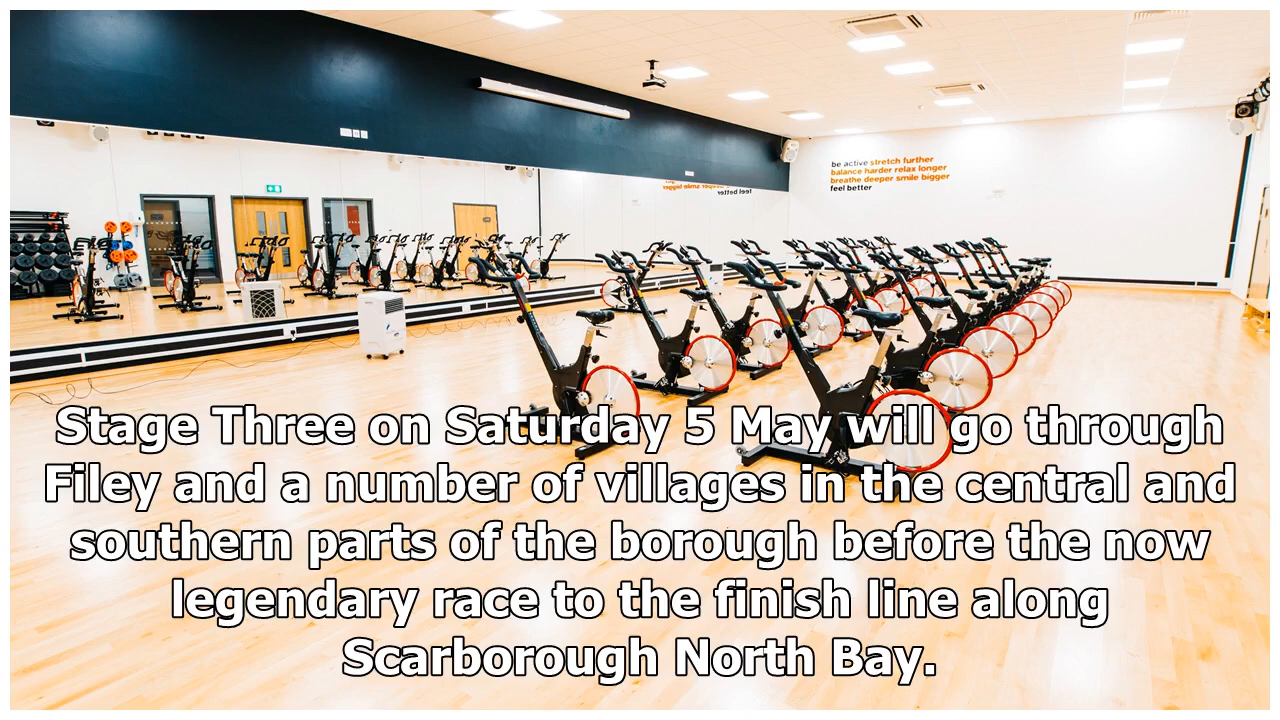 be active stretch further
balance harder relax longer
breathe deeper smile bigger
feel better
Stage Three on Saturday 5 May will go through
Filey and a number of villages in the central and
southern parts of the borough before the now
legendary race to the finish line along
Scarborough North Bay.